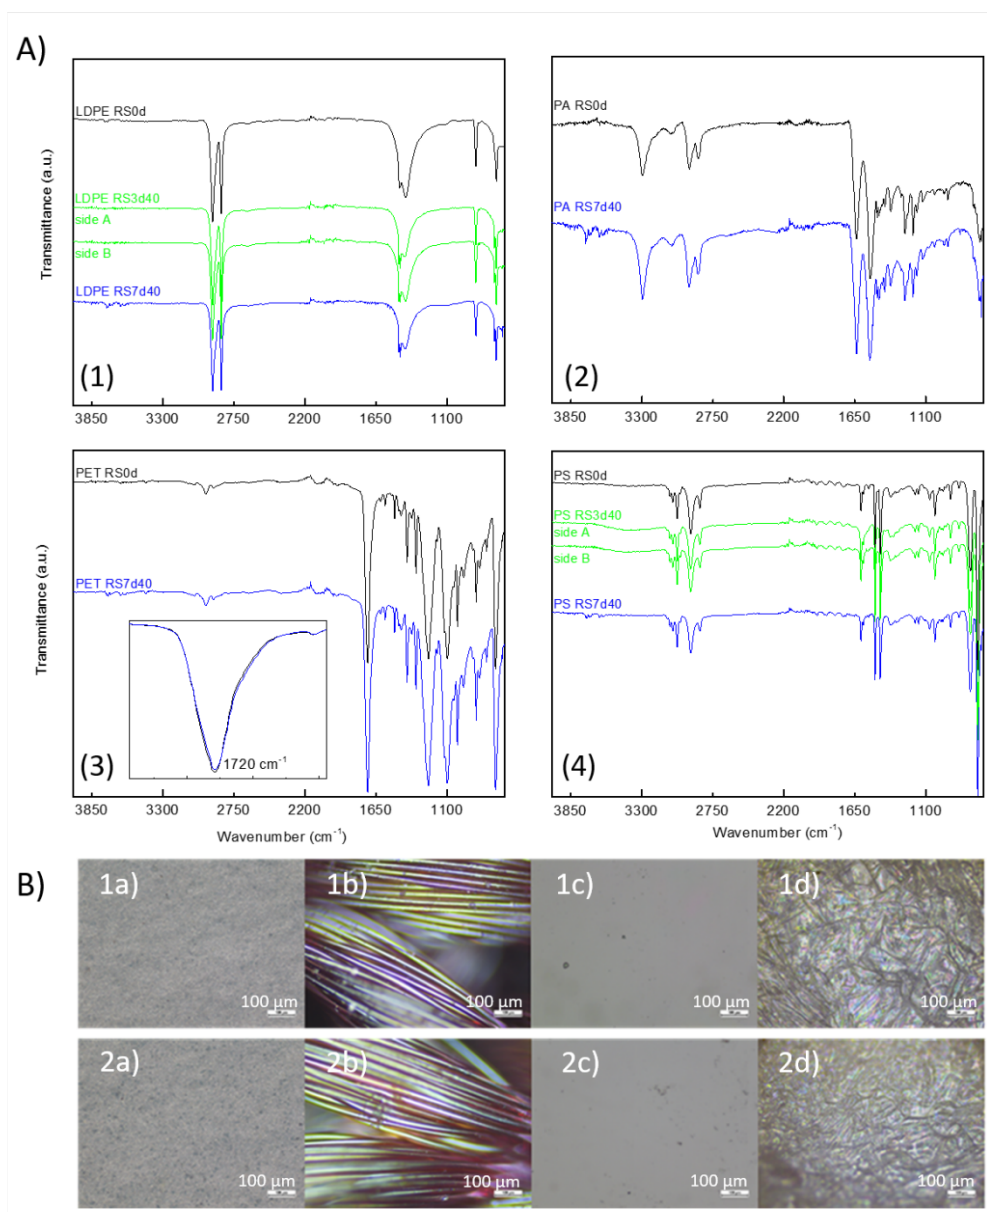 A)
Transmittance (a.u.)
LDPE RS0d
LDPE RS3d40
side A
side B
LDPE RS7d40
(1)
3850 3300 2750 2200 1650 1100
PA RS0d
PA RS7d40
(2)
3850 3300 2750 2200 1650 1100
Transmittance (a.u.)
PET RS0d
PET RS7d40
1720 cm⁻¹
(3)
3850 3300 2750 2200 1650 1100
Wavenumber (cm⁻¹)
PS RS0d
PS RS3d40
side A
side B
PS RS7d40
(4)
3850 3300 2750 2200 1650 1100
Wavenumber (cm⁻¹)
B)
1a) 1b) 1c) 1d)
100 μm 100 μm 100 μm 100 μm
2a) 2b) 2c) 2d)
100 μm 100 μm 100 μm 100 μm